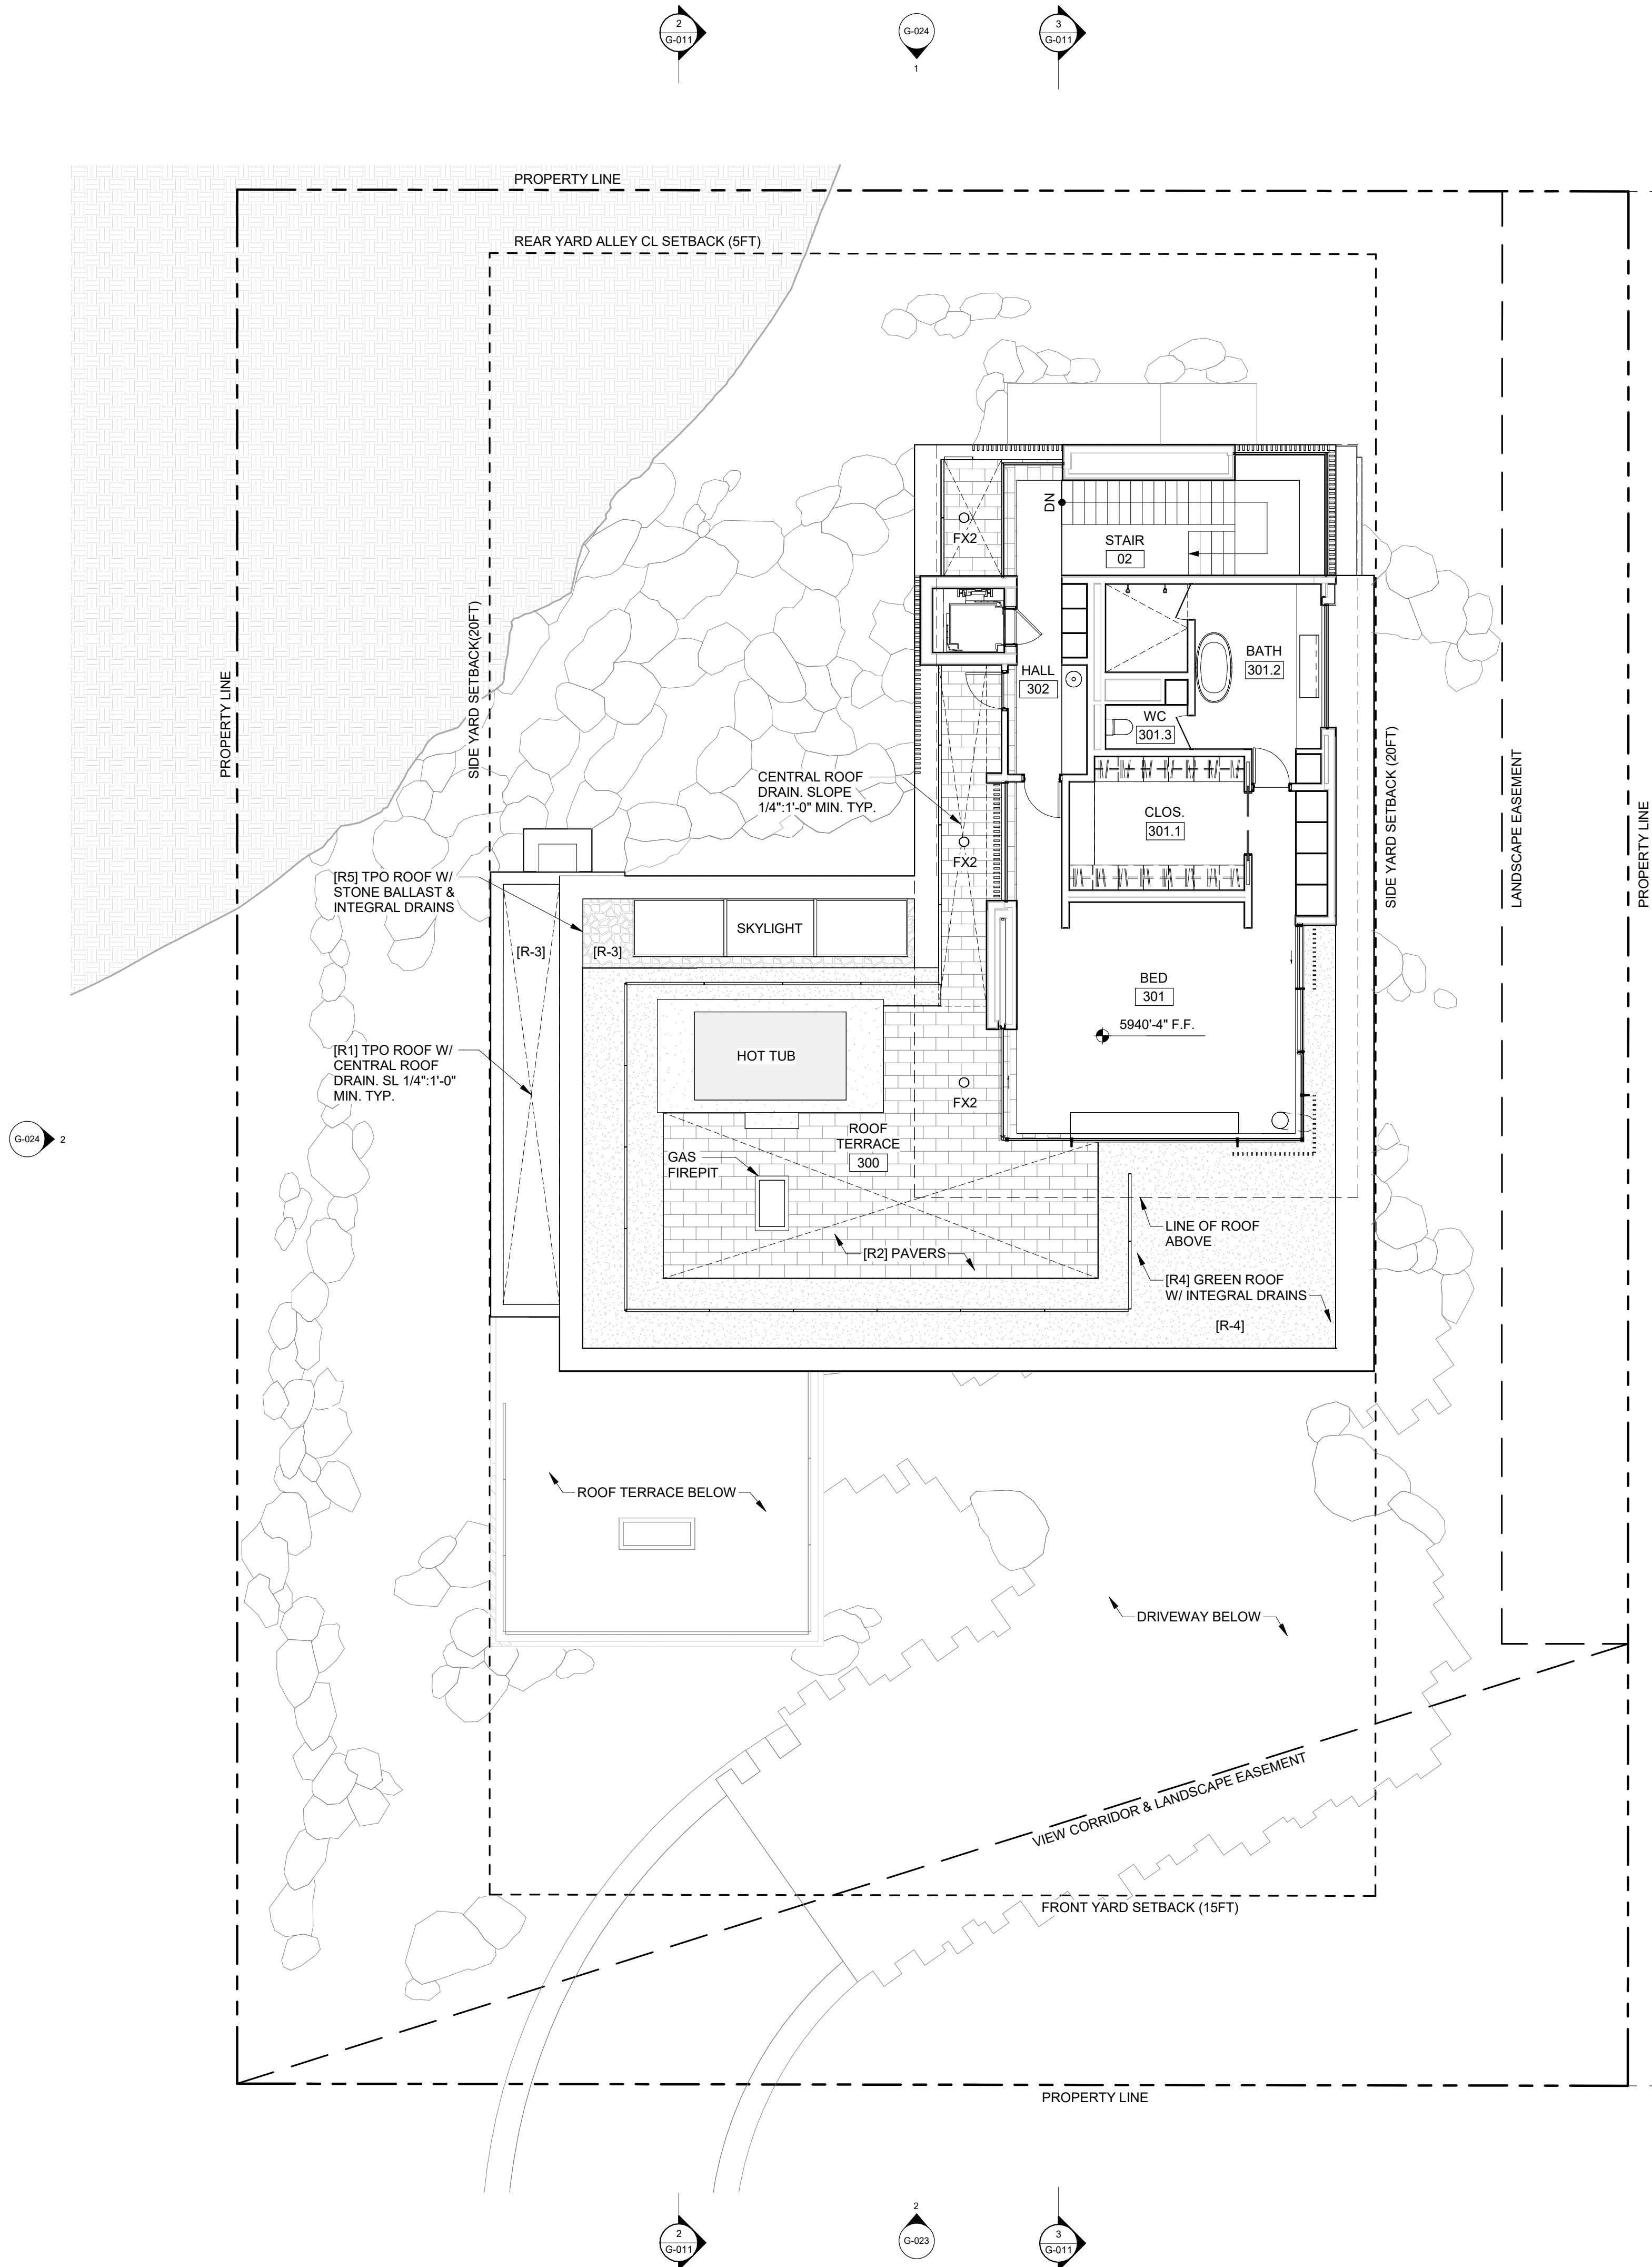 2
G-011
G-024
1
3
G-011
PROPERTY LINE
REAR YARD ALLEY CL SETBACK (5FT)
DN
FX2
STAIR
02
SIDE YARD SETBACK(20FT)
PROPERTY LINE
HALL
302
BATH
301.2
WC
301.3
CENTRAL ROOF
DRAIN. SLOPE
1/4":1'-0" MIN. TYP.
FX2
CLOS.
301.1
SIDE YARD SETBACK (20FT)
LANDSCAPE EASEMENT
PROPERTY LINE
[R5] TPO ROOF W/
STONE BALLAST &
INTEGRAL DRAINS
[R-3]
[R-3]
SKYLIGHT
BED
301
5940'-4" F.F.
[R1] TPO ROOF W/
CENTRAL ROOF
DRAIN. SL 1/4":1'-0"
MIN. TYP.
HOT TUB
FX2
G-024
2
ROOF
TERRACE
300
GAS
FIREPIT
[R2] PAVERS
LINE OF ROOF
ABOVE
[R4] GREEN ROOF
W/ INTEGRAL DRAINS
[R-4]
ROOF TERRACE BELOW
DRIVEWAY BELOW
VIEW CORRIDOR & LANDSCAPE EASEMENT
FRONT YARD SETBACK (15FT)
PROPERTY LINE
2
G-011
2
G-023
3
G-011